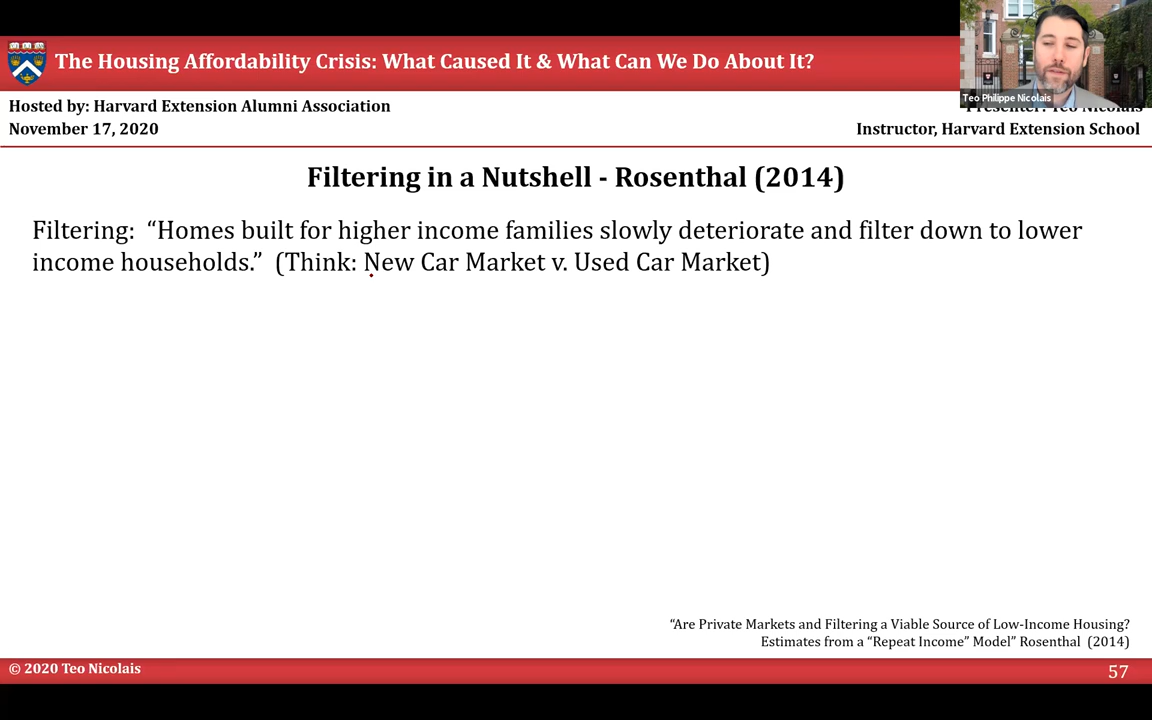 The Housing Affordability Crisis: What Caused It & What Can We Do About It?
Teo Philippe Nicolais
Hosted by: Harvard Extension Alumni Association
Presenter: Teo Nicolais
November 17, 2020
Instructor, Harvard Extension School
Filtering in a Nutshell - Rosenthal (2014)
Filtering: “Homes built for higher income families slowly deteriorate and filter down to lower
income households.” (Think: New Car Market v. Used Car Market)
“Are Private Markets and Filtering a Viable Source of Low-Income Housing?
Estimates from a “Repeat Income” Model” Rosenthal (2014)
© 2020 Teo Nicolais
57